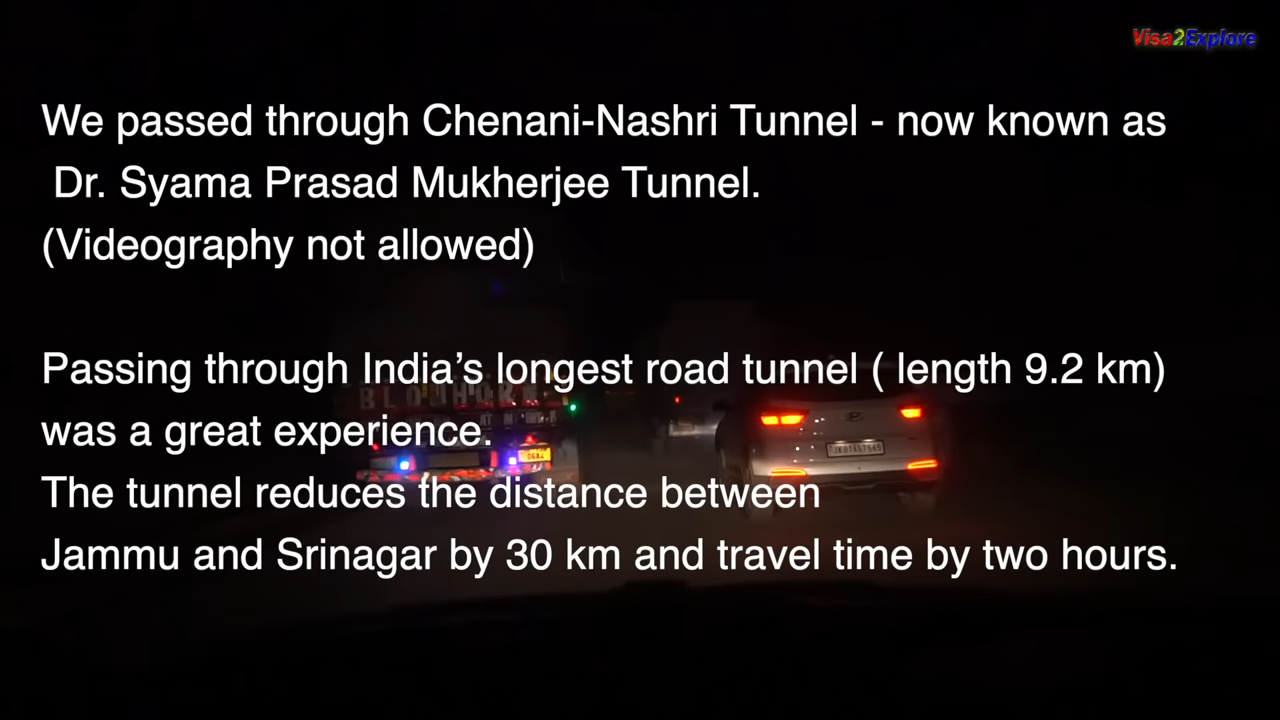 Visa2Explore
We passed through Chenani-Nashri Tunnel - now known as
Dr. Syama Prasad Mukherjee Tunnel.
(Videography not allowed)
Passing through India’s longest road tunnel ( length 9.2 km)
was a great experience.
The tunnel reduces the distance between
Jammu and Srinagar by 30 km and travel time by two hours.